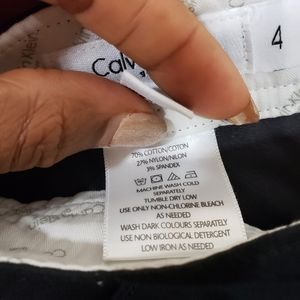 Calv
4
70% COTTON/COTON
27% NYLON/NILON
3% SPANDEX
MACHINE WASH COLD
SEPARATELY
TUMBLE DRY LOW
USE ONLY NON-CHLORINE BLEACH
AS NEEDED
WASH DARK COLOURS SEPARATELY
USE NON BIOLOGICAL DETERGENT
LOW IRON AS NEEDED